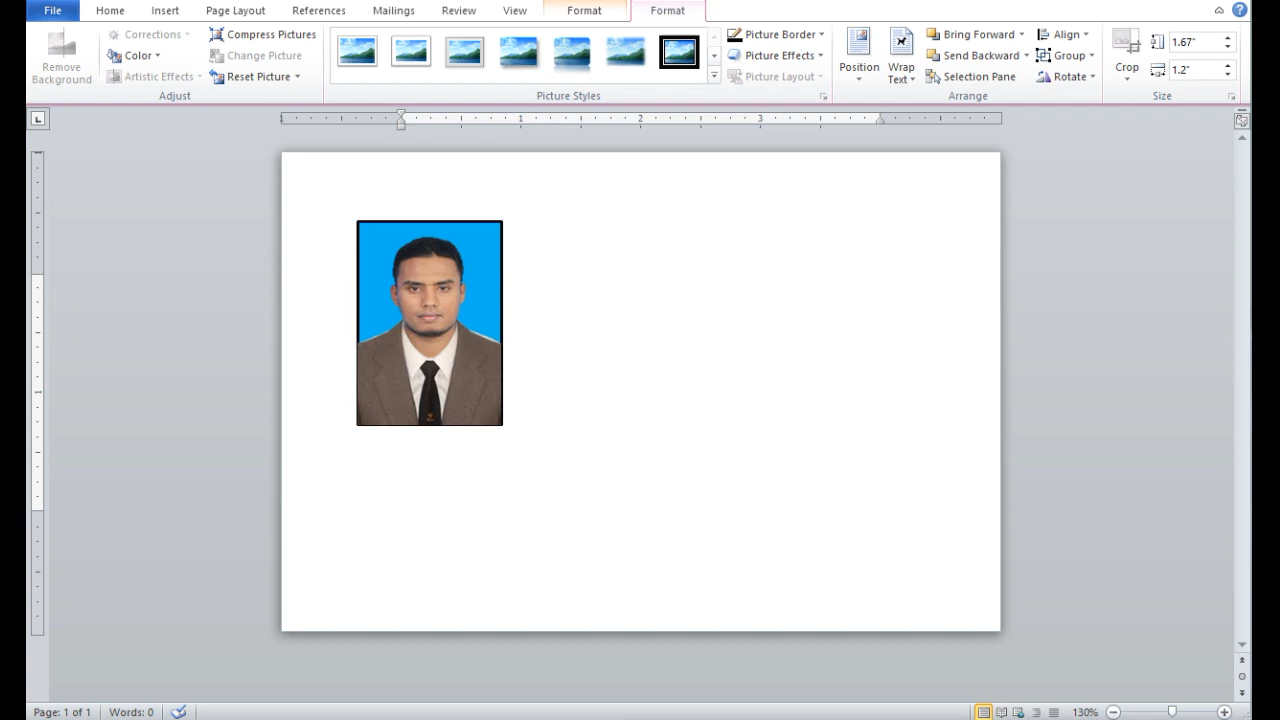 File Home Insert Page Layout References Mailings Review View Format Format
Remove Background
Corrections
Color
Artistic Effects
Compress Pictures
Change Picture
Reset Picture
Adjust
Picture Styles
Picture Border
Picture Effects
Picture Layout
Position
Wrap Text
Bring Forward
Send Backward
Selection Pane
Align
Group
Rotate
Arrange
Crop
1.67"
1.2"
Size
1 1 2 3
1
Page: 1 of 1 Words: 0 130%